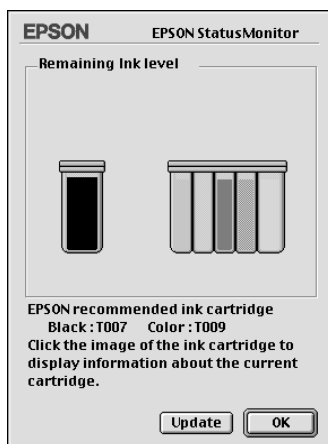 EPSON EPSON StatusMonitor
Remaining Ink level
EPSON recommended ink cartridge
Black : T007 Color : T009
Click the image of the ink cartridge to
display information about the current
cartridge.
Update OK